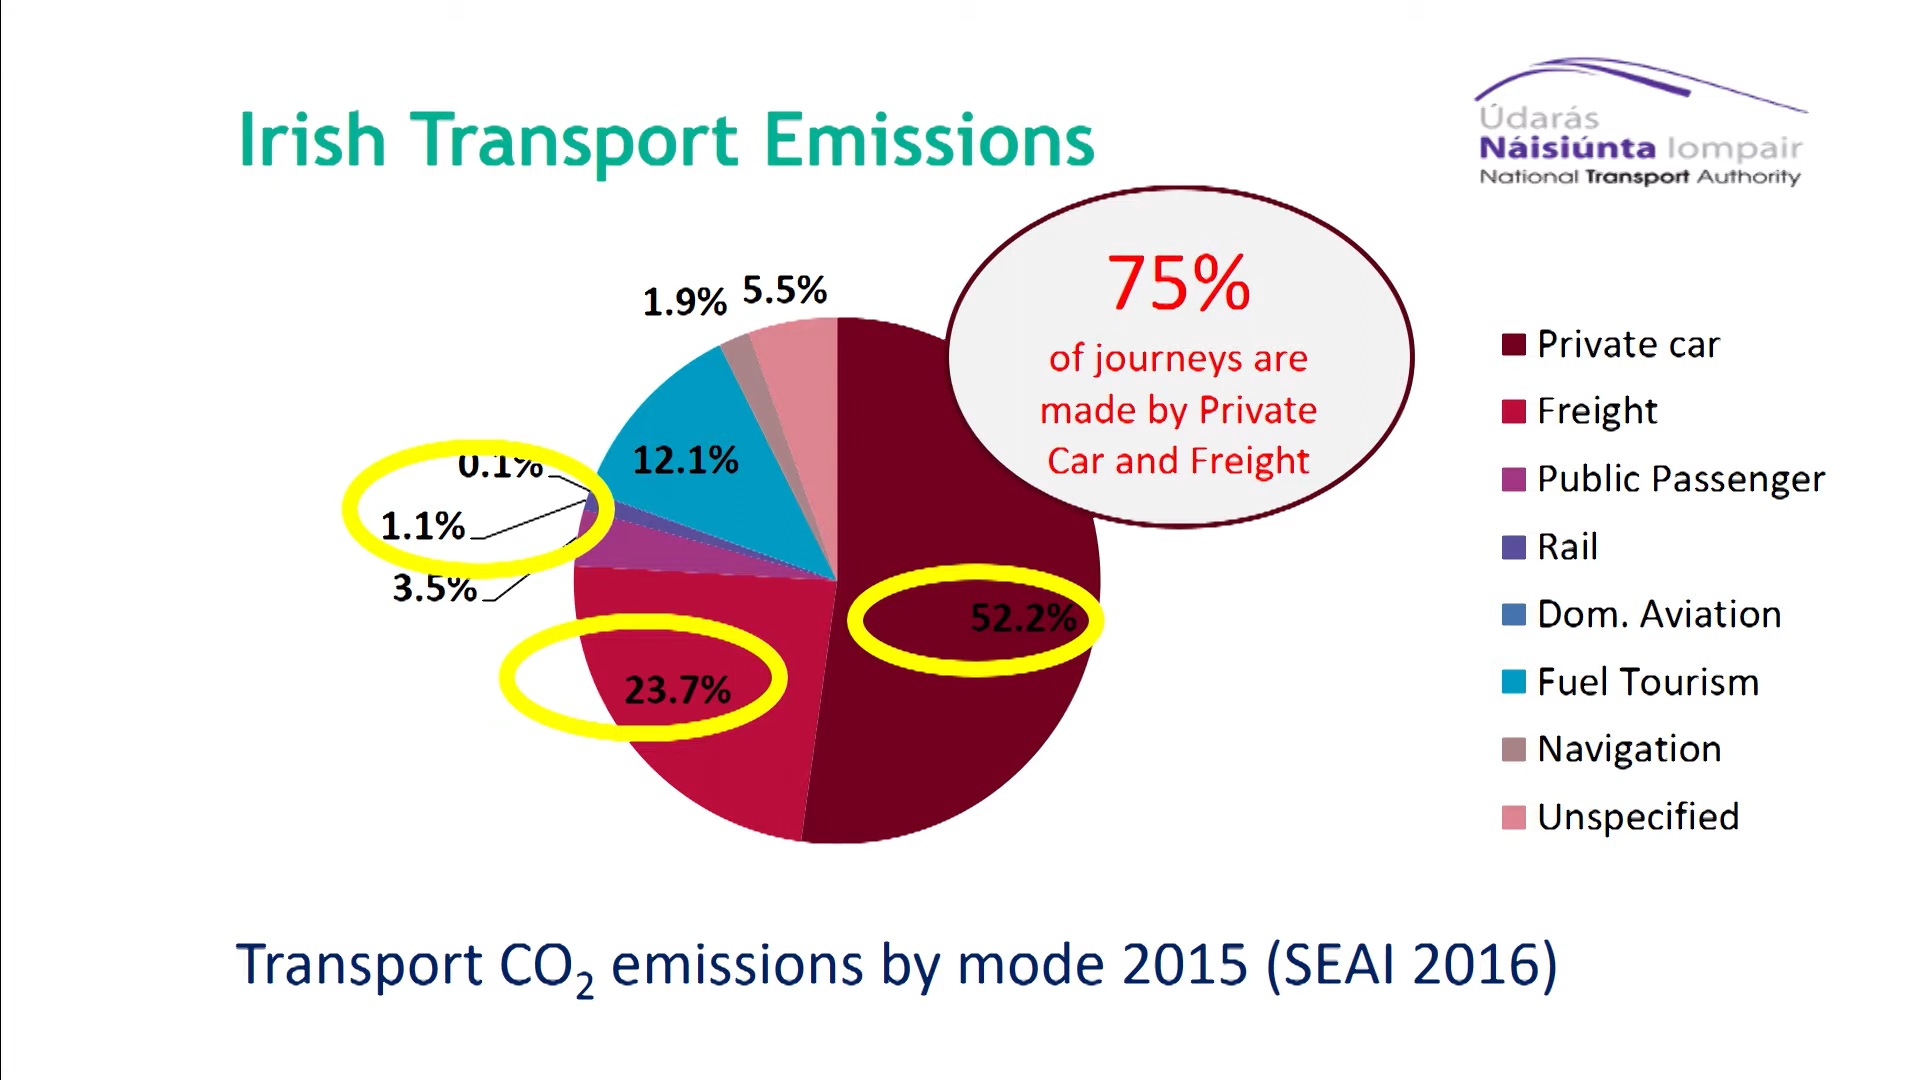 Irish Transport Emissions
Údarás
Náisiúnta Iompair
National Transport Authority
75%
of journeys are
made by Private
Car and Freight
1.9%
5.5%
12.1%
0.1%
1.1%
3.5%
23.7%
52.2%
Private car
Freight
Public Passenger
Rail
Dom. Aviation
Fuel Tourism
Navigation
Unspecified
Transport CO₂ emissions by mode 2015 (SEAI 2016)